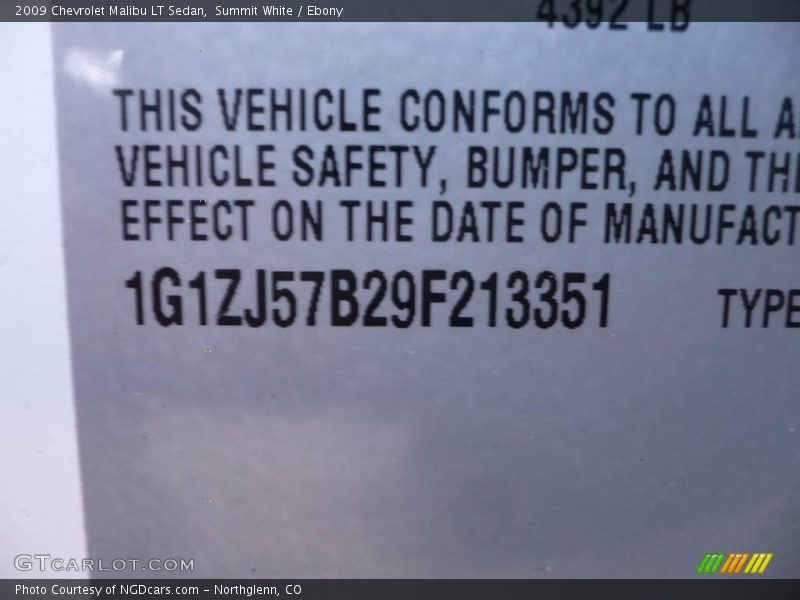 2009 Chevrolet Malibu LT Sedan, Summit White / Ebony
4392 LB
THIS VEHICLE CONFORMS TO ALL A
VEHICLE SAFETY, BUMPER, AND THE
EFFECT ON THE DATE OF MANUFACT
1G1ZJ57B29F213351 TYPE
GTCARLOT.COM
Photo Courtesy of NGDcars.com - Northglenn, CO